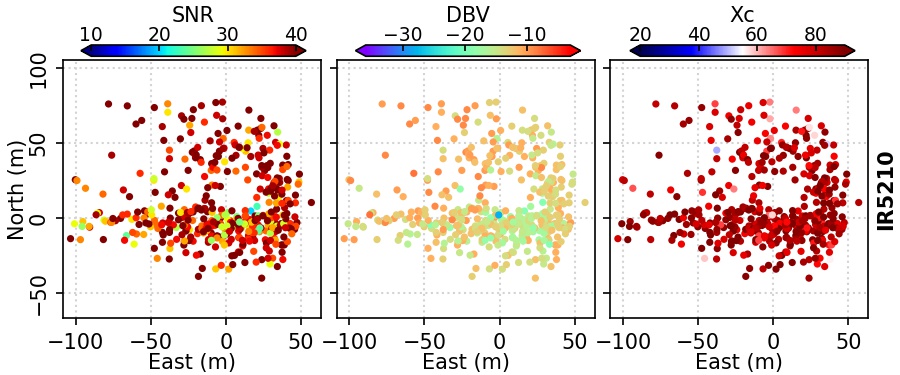 SNR DBV Xc
10 20 30 40 −30 −20 −10 20 40 60 80
100
50
0
−50
North (m)
−100 −50 0 50 −100 −50 0 50 −100 −50 0 50
East (m) East (m) East (m)
IR5210